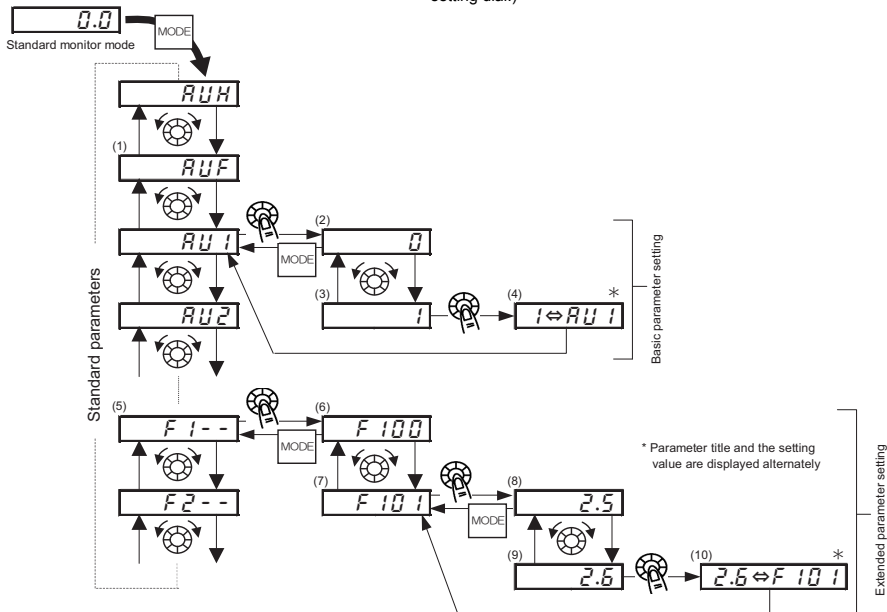 setting dial.)
0.0
MODE
Standard monitor mode
AUH
(1)
AUF
(2)
AU1
0
MODE
(3)
(4)
*
AU2
1
1⇔AU1
Basic parameter setting
Standard parameters
(5)
(6)
F1--
F100
MODE
* Parameter title and the setting
value are displayed alternately
(7)
(8)
F2--
F101
2.5
MODE
(9)
(10)
*
2.6
2.6⇔F101
Extended parameter setting